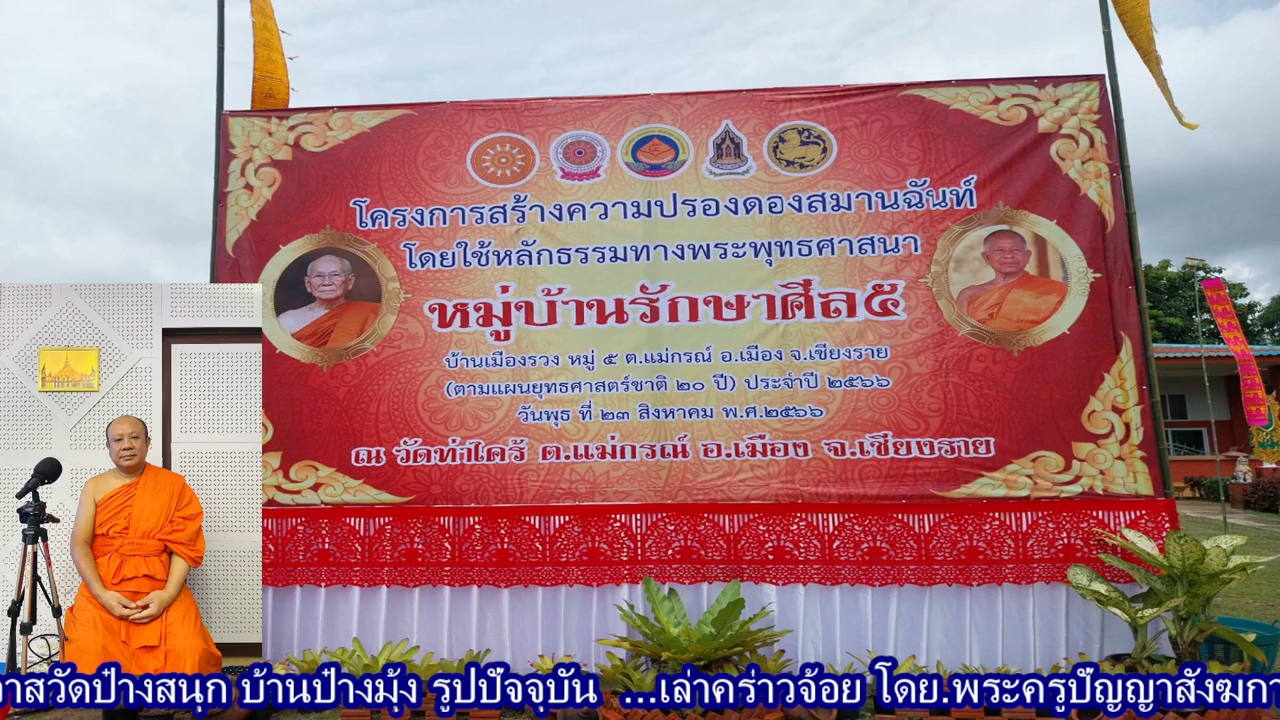 โครงการสร้างความปรองดองสมานฉันท์
โดยใช้หลักธรรมทางพระพุทธศาสนา
หมู่บ้านรักษาศีล๕
บ้านเมืองรวง หมู่ ๕ ต.แม่กรณ์ อ.เมือง จ.เชียงราย
(ตามแผนยุทธศาสตร์ชาติ ๒๐ ปี) ประจำปี ๒๕๖๖
วันพุธ ที่ ๒๓ สิงหาคม พ.ศ.๒๕๖๖
ณ วัดท่าไคร้ ต.แม่กรณ์ อ.เมือง จ.เชียงราย
าสวัดป๋างสนุก บ้านป๋างมุ้ง รูปปัจจุบัน ...เล่าคร่าวจ้อย โดย.พระครูปัญญาสังฆกา